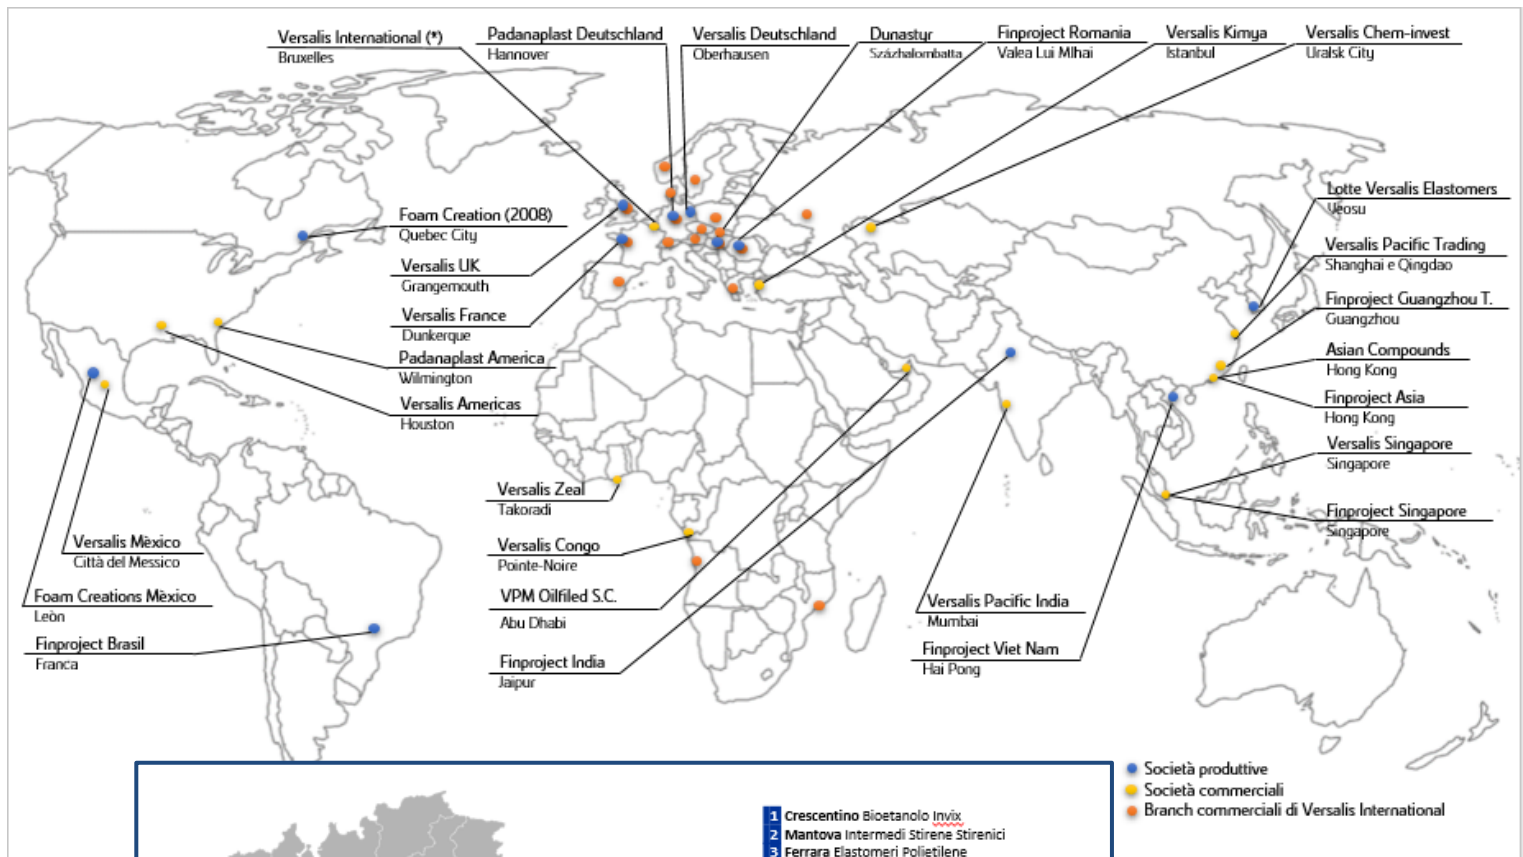 Versalis International (*)
Bruxelles
Padanaplast Deutschland
Hannover
Versalis Deutschland
Oberhausen
Dunastyr
Százhalombatta
Finproject Romania
Valea Lui MIhai
Versalis Kimya
Istanbul
Versalis Chem-invest
Uralsk City
Foam Creation (2008)
Quebec City
Versalis UK
Grangemouth
Versalis France
Dunkerque
Padanaplast America
Wilmington
Versalis Americas
Houston
Lotte Versalis Elastomers
Yeosu
Versalis Pacific Trading
Shanghai e Qingdao
Finproject Guangzhou T.
Guangzhou
Asian Compounds
Hong Kong
Finproject Asia
Hong Kong
Versalis Singapore
Singapore
Finproject Singapore
Singapore
Versalis Zeal
Takoradi
Versalis Congo
Pointe-Noire
VPM Oilfiled S.C.
Abu Dhabi
Finproject India
Jaipur
Versalis Mèxico
Città del Messico
Foam Creations Mèxico
Leòn
Finproject Brasil
Franca
Versalis Pacific India
Mumbai
Finproject Viet Nam
Hai Pong
Società produttive
Società commerciali
Branch commerciali di Versalis International
1 Crescentino Bioetanolo Invix
2 Mantova Intermedi Stirene Stirenici
3 Ferrara Elastomeri Polietilene